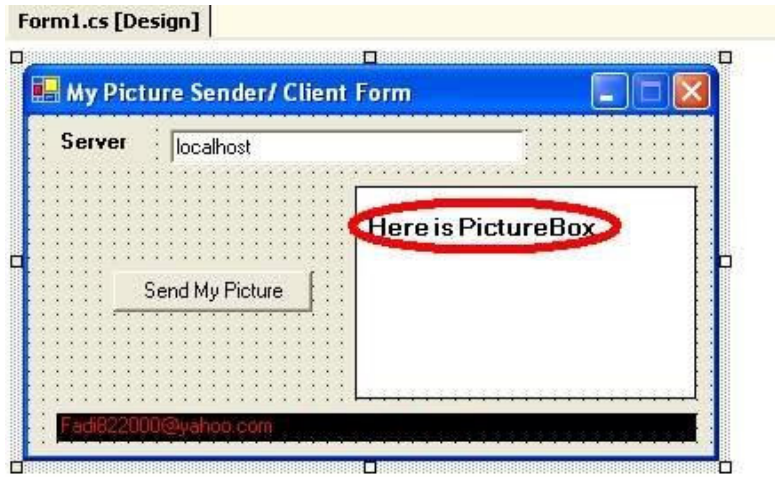 Form1.cs [Design]
My Picture Sender/ Client Form
Server
localhost
Here is PictureBox
Send My Picture
Fadi822000@yahoo.com